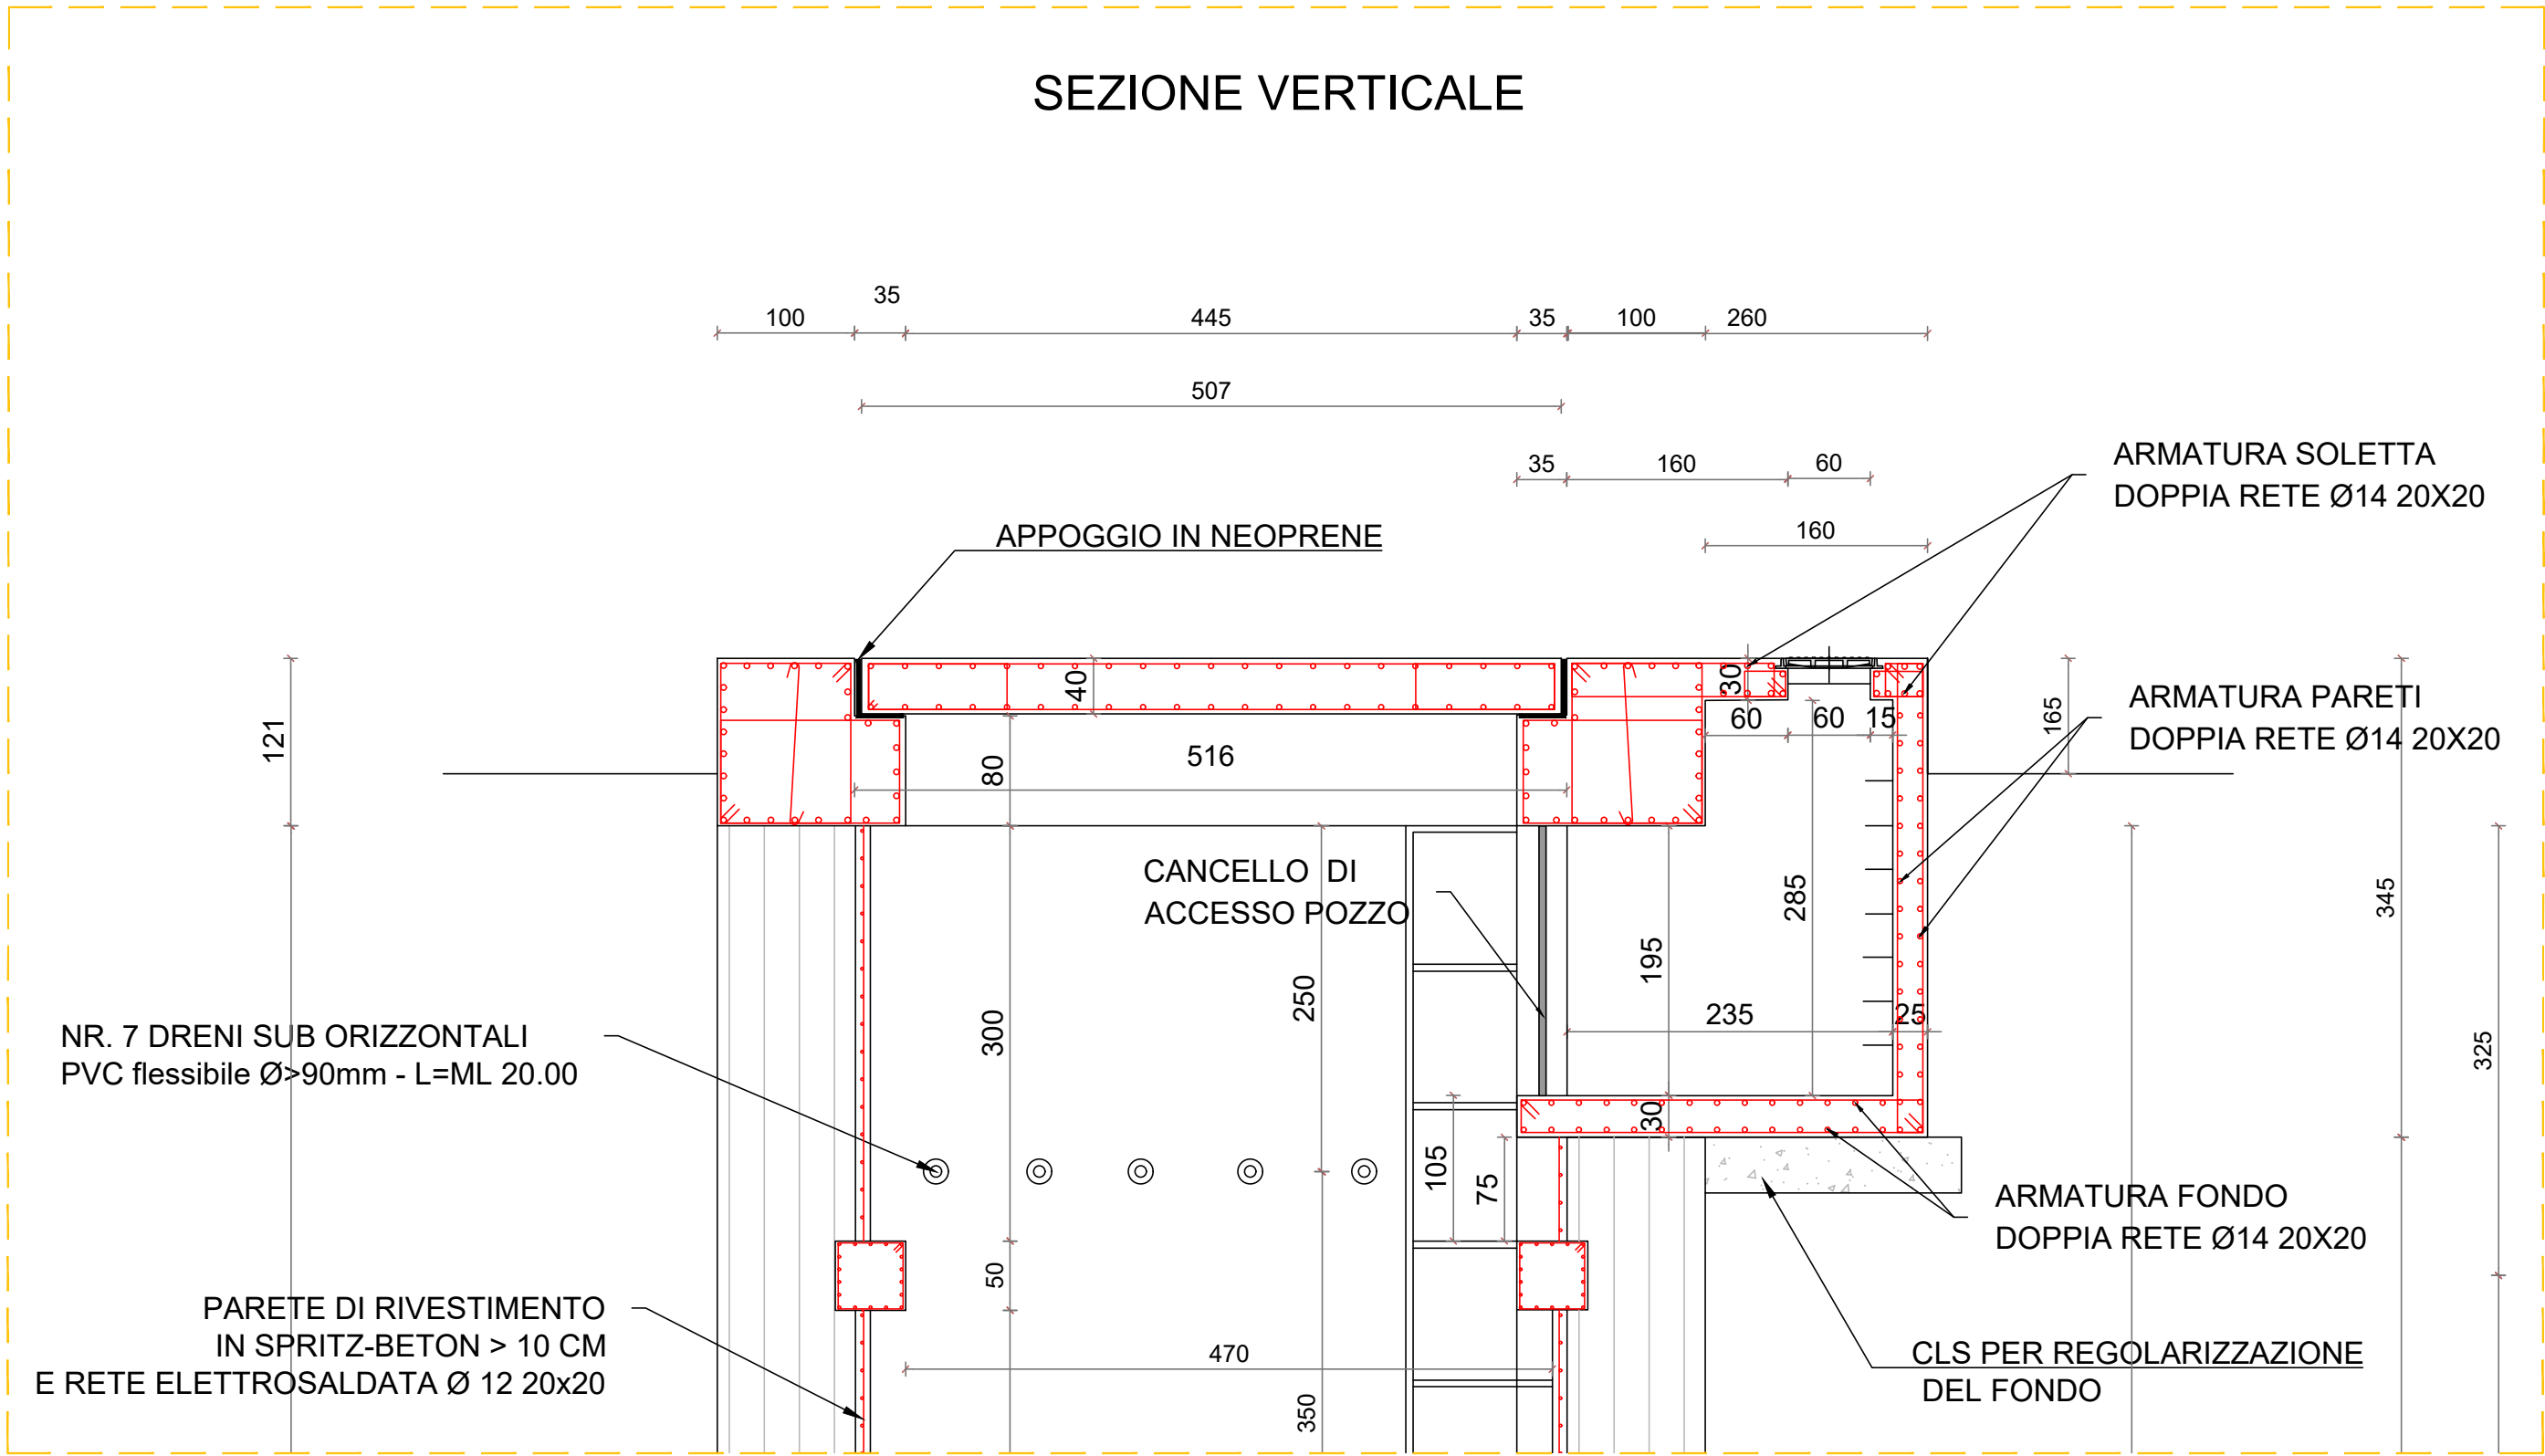 SEZIONE VERTICALE
35
100
445
35
100
260
507
35
160
60
ARMATURA SOLETTA
DOPPIA RETE Ø14 20X20
160
APPOGGIO IN NEOPRENE
121
40
30
60
60
15
165
ARMATURA PARETI
DOPPIA RETE Ø14 20X20
80
516
CANCELLO DI
ACCESSO POZZO
285
345
195
250
300
235
25
325
NR. 7 DRENI SUB ORIZZONTALI
PVC flessibile Ø>90mm - L=ML 20.00
30
105
75
ARMATURA FONDO
DOPPIA RETE Ø14 20X20
50
PARETE DI RIVESTIMENTO
IN SPRITZ-BETON > 10 CM
E RETE ELETTROSALDATA Ø 12 20x20
470
350
CLS PER REGOLARIZZAZIONE
DEL FONDO